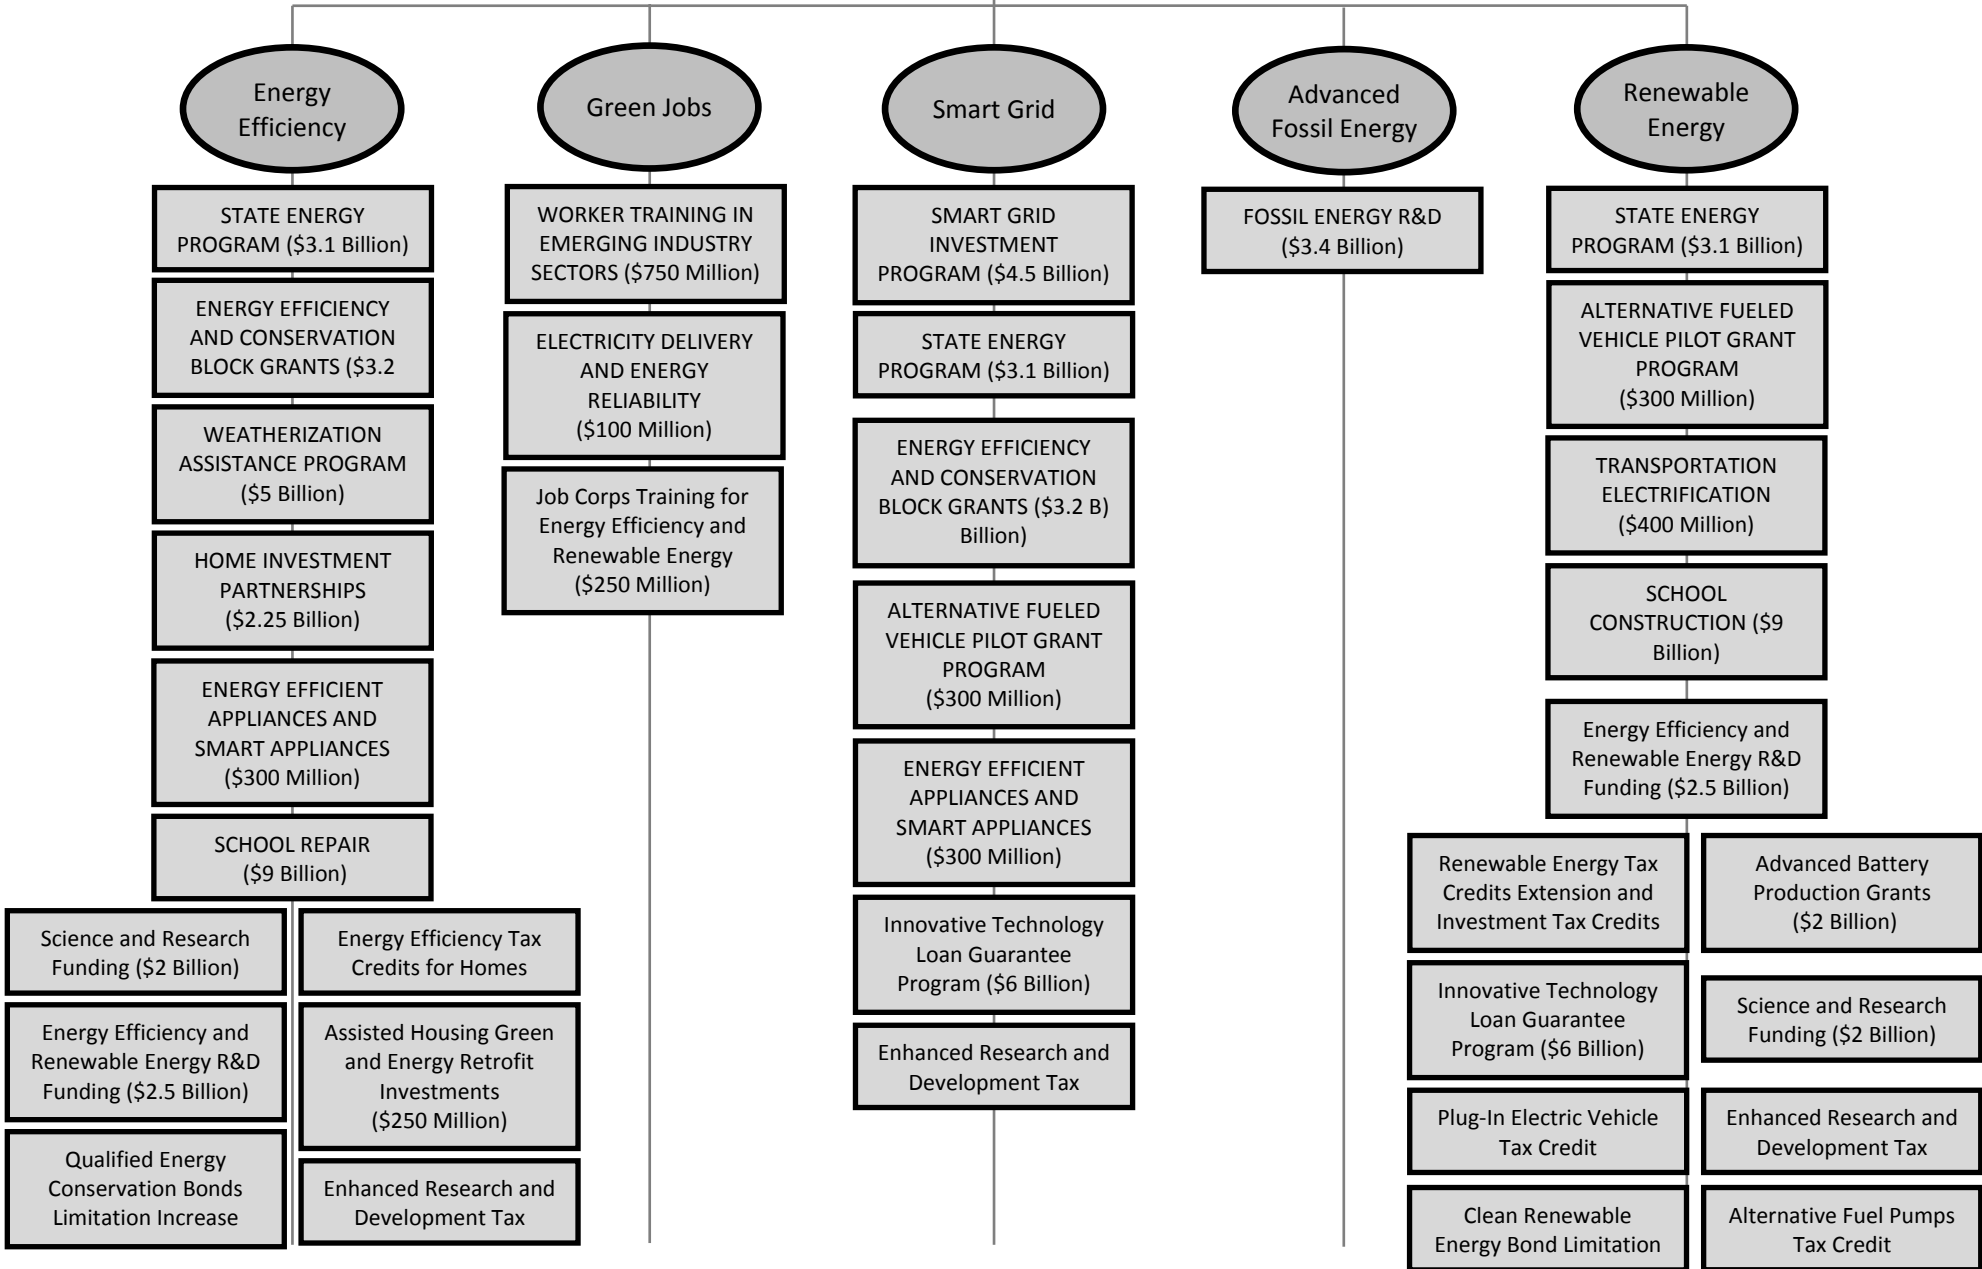 Energy
Efficiency
Green Jobs
Smart Grid
Advanced
Fossil Energy
Renewable
Energy
STATE ENERGY
PROGRAM ($3.1 Billion)
ENERGY EFFICIENCY
AND CONSERVATION
BLOCK GRANTS ($3.2
WEATHERIZATION
ASSISTANCE PROGRAM
($5 Billion)
HOME INVESTMENT
PARTNERSHIPS
($2.25 Billion)
ENERGY EFFICIENT
APPLIANCES AND
SMART APPLIANCES
($300 Million)
SCHOOL REPAIR
($9 Billion)
Science and Research
Funding ($2 Billion)
Energy Efficiency and
Renewable Energy R&D
Funding ($2.5 Billion)
Qualified Energy
Conservation Bonds
Limitation Increase
Energy Efficiency Tax
Credits for Homes
Assisted Housing Green
and Energy Retrofit
Investments
($250 Million)
Enhanced Research and
Development Tax
WORKER TRAINING IN
EMERGING INDUSTRY
SECTORS ($750 Million)
ELECTRICITY DELIVERY
AND ENERGY
RELIABILITY
($100 Million)
Job Corps Training for
Energy Efficiency and
Renewable Energy
($250 Million)
SMART GRID
INVESTMENT
PROGRAM ($4.5 Billion)
STATE ENERGY
PROGRAM ($3.1 Billion)
ENERGY EFFICIENCY
AND CONSERVATION
BLOCK GRANTS ($3.2 B)
Billion)
ALTERNATIVE FUELED
VEHICLE PILOT GRANT
PROGRAM
($300 Million)
ENERGY EFFICIENT
APPLIANCES AND
SMART APPLIANCES
($300 Million)
Innovative Technology
Loan Guarantee
Program ($6 Billion)
Enhanced Research and
Development Tax
FOSSIL ENERGY R&D
($3.4 Billion)
STATE ENERGY
PROGRAM ($3.1 Billion)
ALTERNATIVE FUELED
VEHICLE PILOT GRANT
PROGRAM
($300 Million)
TRANSPORTATION
ELECTRIFICATION
($400 Million)
SCHOOL
CONSTRUCTION ($9
Billion)
Energy Efficiency and
Renewable Energy R&D
Funding ($2.5 Billion)
Renewable Energy Tax
Credits Extension and
Investment Tax Credits
Innovative Technology
Loan Guarantee
Program ($6 Billion)
Plug-In Electric Vehicle
Tax Credit
Clean Renewable
Energy Bond Limitation
Advanced Battery
Production Grants
($2 Billion)
Science and Research
Funding ($2 Billion)
Enhanced Research and
Development Tax
Alternative Fuel Pumps
Tax Credit